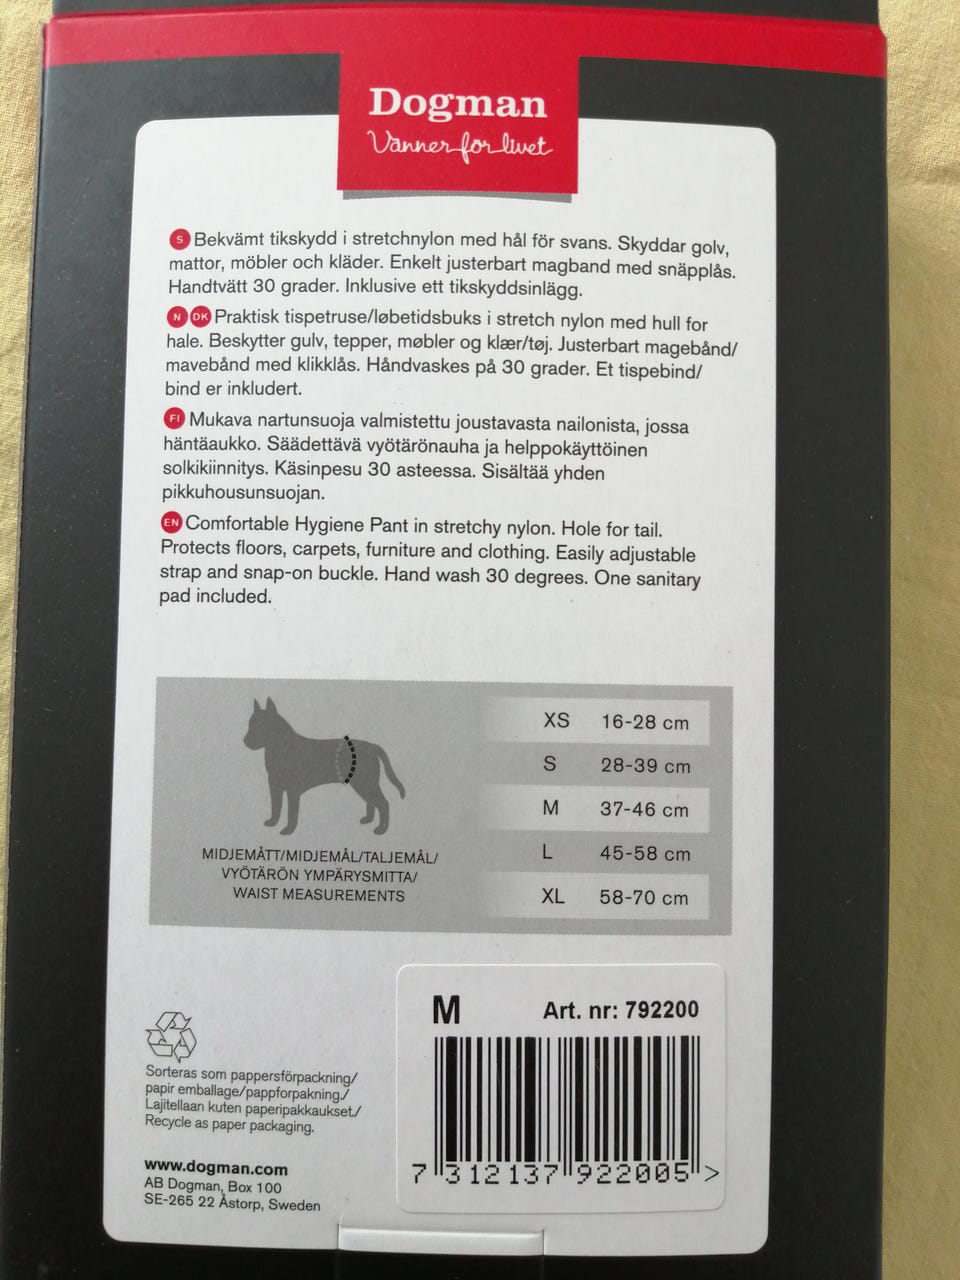 Dogman
Vänner för livet
S Bekvämt tikskydd i stretchnylon med hål för svans. Skyddar golv,
mattor, möbler och kläder. Enkelt justerbart magband med snäpplås.
Handtvätt 30 grader. Inklusive ett tikskyddsinlägg.
N DK Praktisk tispetruse/løbetidsbuks i stretch nylon med hull for
hale. Beskytter gulv, tepper, møbler og klær/tøj. Justerbart magebånd/
mavebånd med klikklås. Håndvaskes på 30 grader. Et tispebind/
bind er inkludert.
FI Mukava nartunsuoja valmistettu joustavasta nailonista, jossa
häntäaukko. Säädettävä vyötärönauha ja helppokäyttöinen
solkikiinnitys. Käsinpesu 30 asteessa. Sisältää yhden
pikkuhousunsuojan.
EN Comfortable Hygiene Pant in stretchy nylon. Hole for tail.
Protects floors, carpets, furniture and clothing. Easily adjustable
strap and snap-on buckle. Hand wash 30 degrees. One sanitary
pad included.
XS 16-28 cm
S 28-39 cm
M 37-46 cm
L 45-58 cm
XL 58-70 cm
MIDJEMÅTT/MIDJEMÅL/TALJEMÅL/
VYÖTÄRÖN YMPÄRYSMITTA/
WAIST MEASUREMENTS
M Art. nr: 792200
7 312137 922005 >
Sorteras som pappersförpackning/
papir emballage/pappforpakning./
Lajitellaan kuten paperipakkaukset./
Recycle as paper packaging.
www.dogman.com
AB Dogman, Box 100
SE-265 22 Åstorp, Sweden